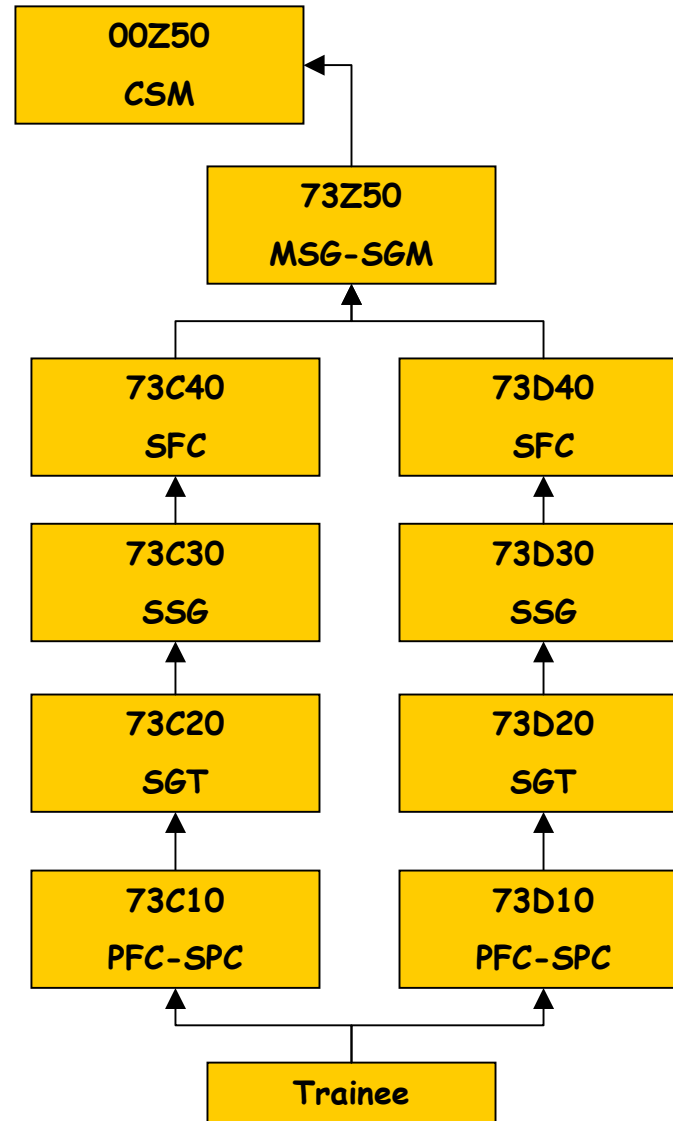 00Z50
CSM
73Z50
MSG-SGM
73C40
SFC
73D40
SFC
73C30
SSG
73D30
SSG
73C20
SGT
73D20
SGT
73C10
PFC-SPC
73D10
PFC-SPC
Trainee